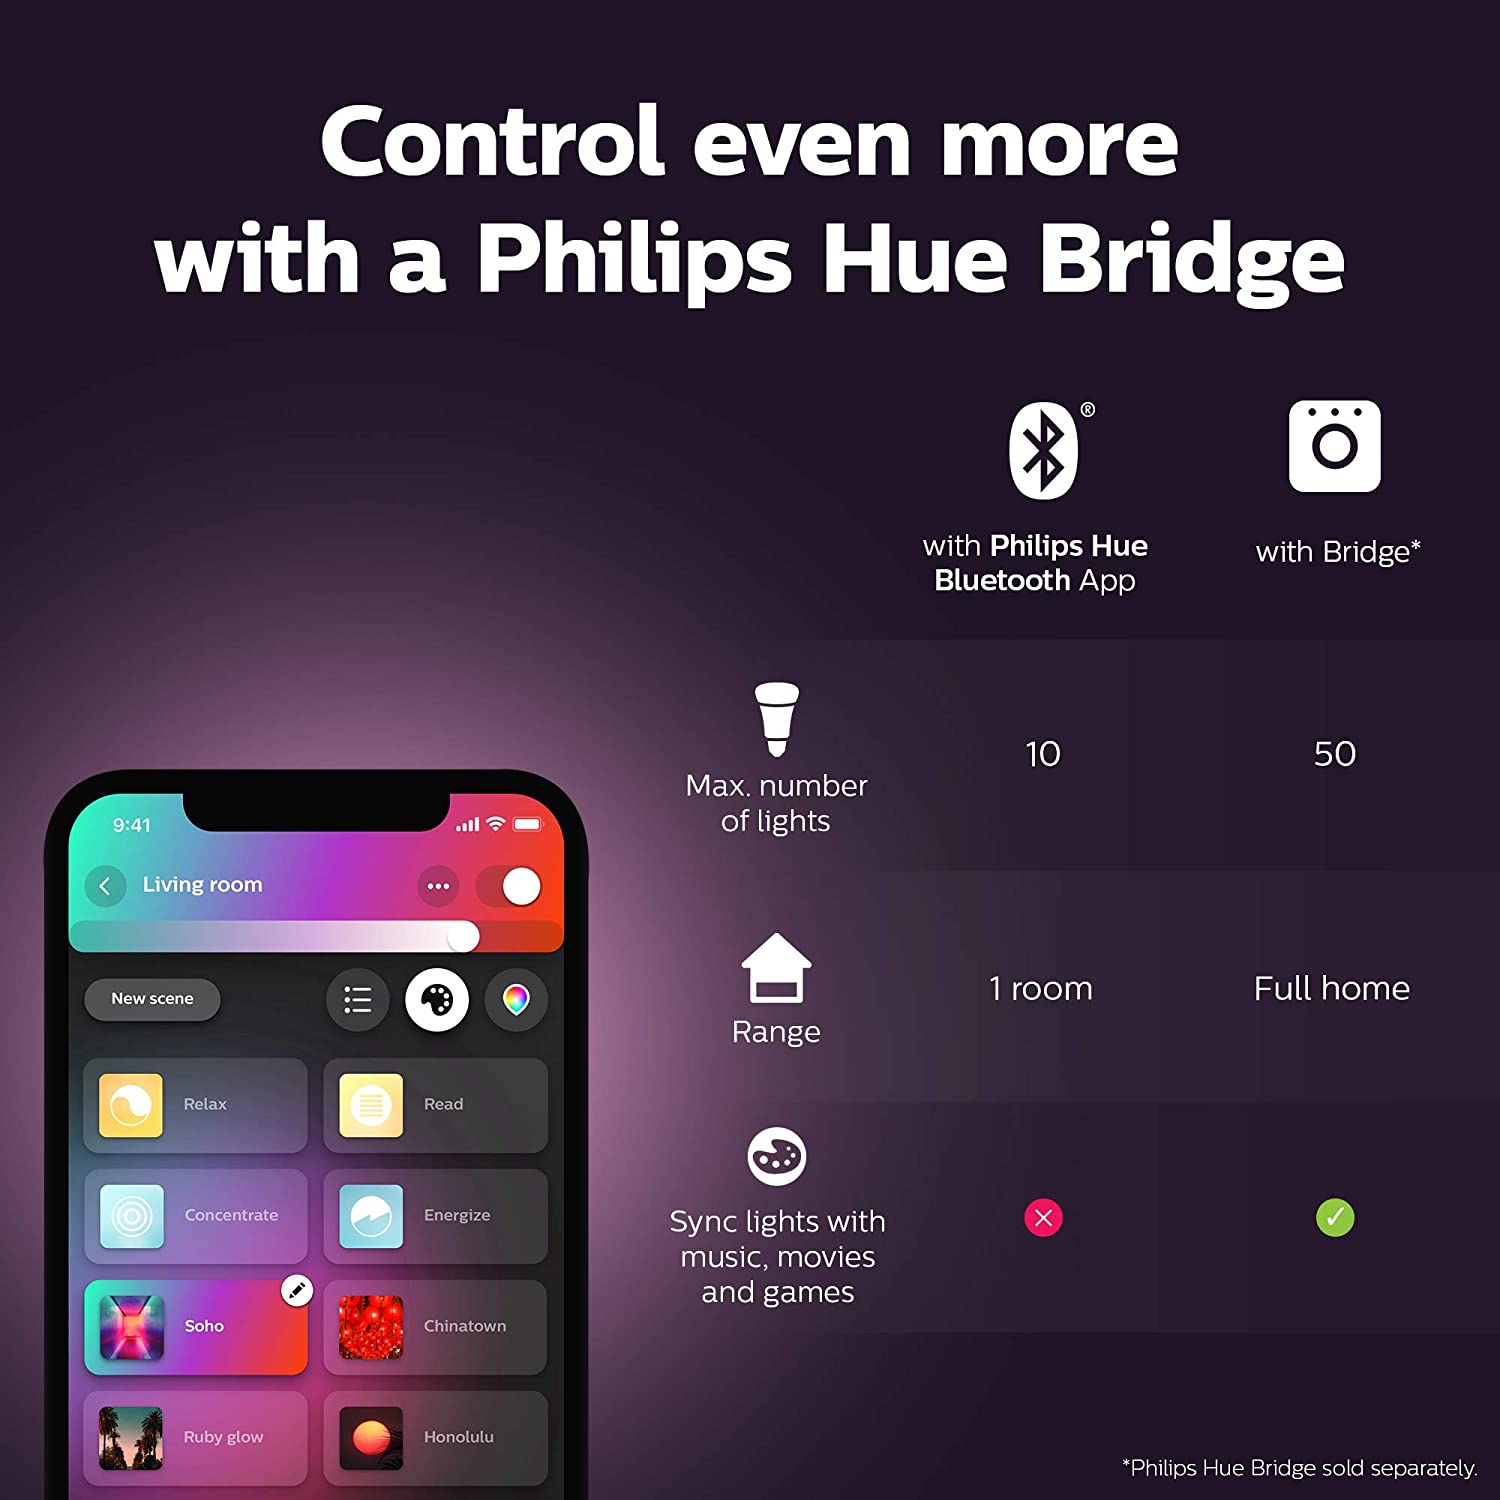 Control even more
with a Philips Hue Bridge
®
with Philips Hue
Bluetooth App
with Bridge*
Max. number
of lights
10
50
Range
1 room
Full home
Sync lights with
music, movies
and games
9:41
Living room
New scene
Relax
Read
Concentrate
Energize
Soho
Chinatown
Ruby glow
Honolulu
*Philips Hue Bridge sold separately.